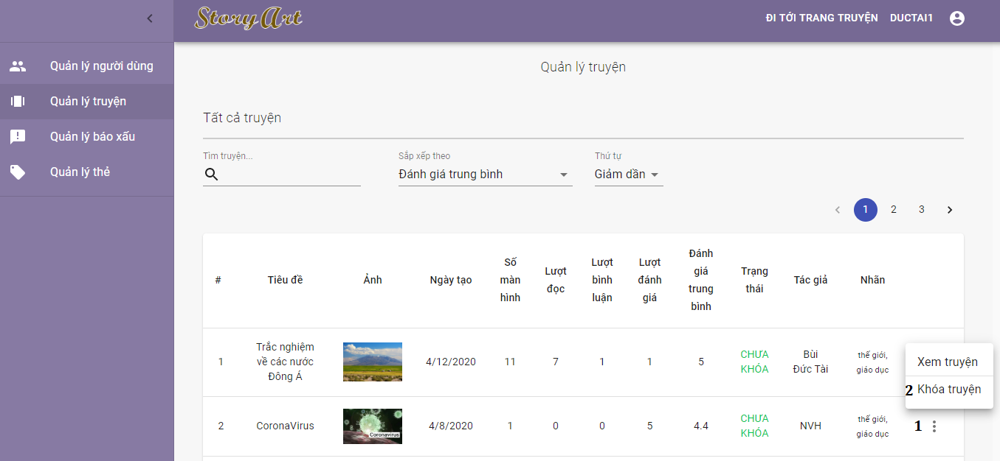 Story Art
ĐI TỚI TRANG TRUYỆN DUCTAI1
Quản lý người dùng
Quản lý truyện
Quản lý báo xấu
Quản lý thẻ
Quản lý truyện
Tất cả truyện
Tìm truyện...
Sắp xếp theo
Đánh giá trung bình
Thứ tự
Giảm dần
1 2 3
#
Tiêu đề
Ảnh
Ngày tạo
Số
màn
hình
Lượt
đọc
Lượt
bình
luận
Lượt
đánh
giá
Đánh
giá
trung
bình
Trạng
thái
Tác giả
Nhãn
1
Trắc nghiệm
về các nước
Đông Á
4/12/2020
11
7
1
1
5
CHƯA
KHÓA
Bùi
Đức Tài
thế giới,
giáo dục
Xem truyện
2 Khóa truyện
2
CoronaVirus
Coronavirus
4/8/2020
1
0
0
5
4.4
CHƯA
KHÓA
NVH
thế giới,
giáo dục
1